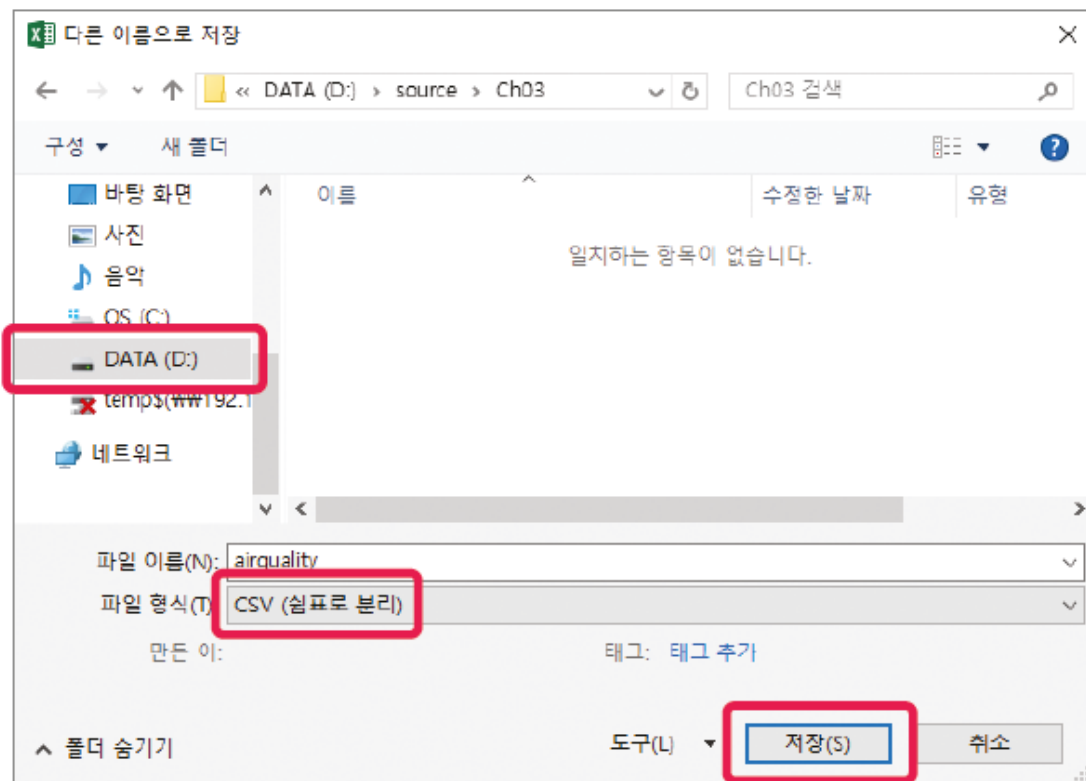 다른 이름으로 저장
« DATA (D:) › source › Ch03
Ch03 검색
구성
새 폴더
바탕 화면
사진
음악
OS (C:)
DATA (D:)
temp$(₩₩192.1
네트워크
이름
수정한 날짜
유형
일치하는 항목이 없습니다.
파일 이름(N): airquality
파일 형식(T) CSV (쉼표로 분리)
만든 이:
태그: 태그 추가
폴더 숨기기
도구(L)
저장(S)
취소